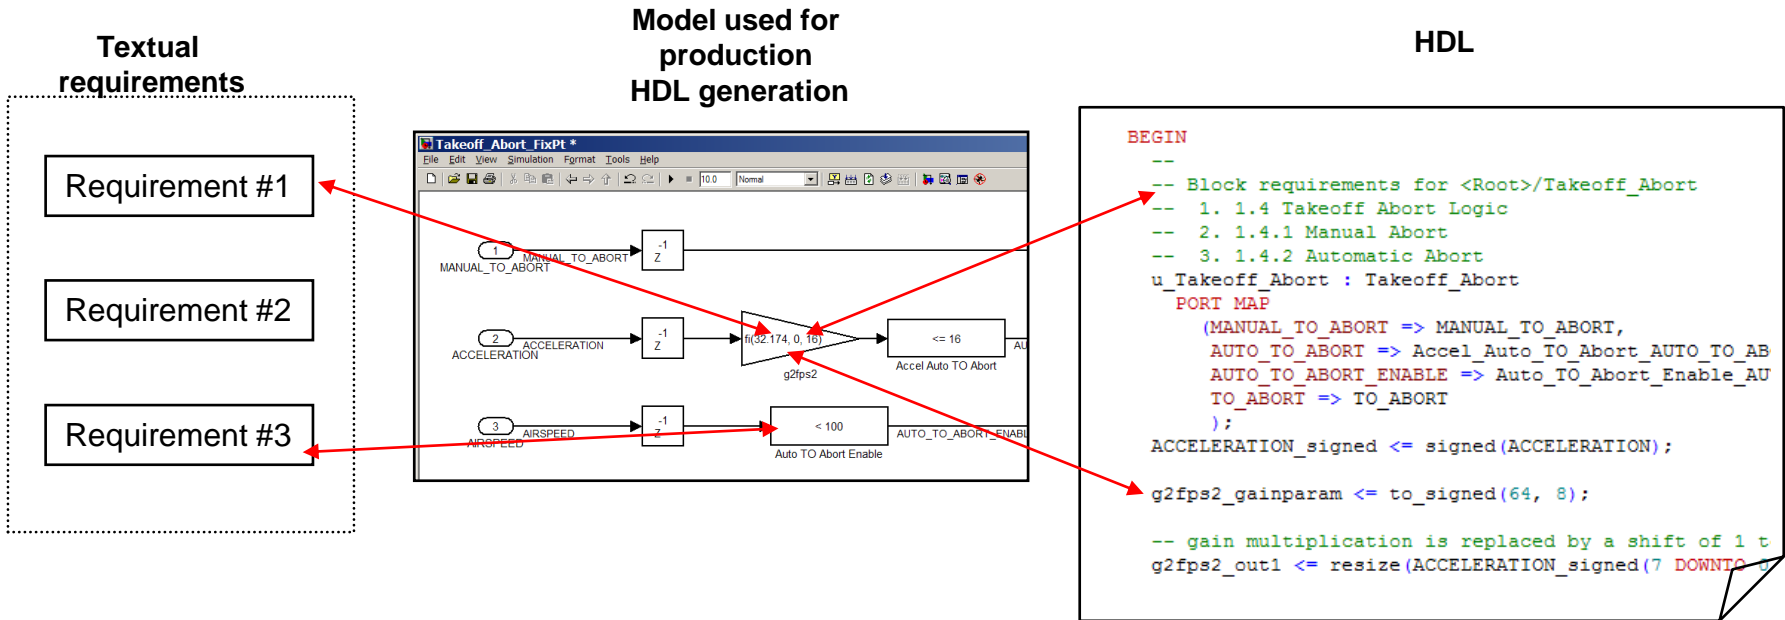 Textual
requirements
Requirement #1
Requirement #2
Requirement #3
Model used for
production
HDL generation
Takeoff_Abort_FixPt *
File Edit View Simulation Format Tools Help
10.0 Normal
1
MANUAL_TO_ABORT
MANUAL_TO_ABORT
-1
Z
2
ACCELERATION
ACCELERATION
-1
Z
fi(32.174, 0, 16)
g2fps2
<= 16
Accel Auto TO Abort
AU
3
AIRSPEED
AIRSPEED
-1
Z
< 100
Auto TO Abort Enable
AUTO_TO_ABORT_ENABL
HDL
BEGIN
--
-- Block requirements for <Root>/Takeoff_Abort
-- 1. 1.4 Takeoff Abort Logic
-- 2. 1.4.1 Manual Abort
-- 3. 1.4.2 Automatic Abort
u_Takeoff_Abort : Takeoff_Abort
PORT MAP
(MANUAL_TO_ABORT => MANUAL_TO_ABORT,
AUTO_TO_ABORT => Accel_Auto_TO_Abort_AUTO_TO_AB
AUTO_TO_ABORT_ENABLE => Auto_TO_Abort_Enable_AU
TO_ABORT => TO_ABORT
);
ACCELERATION_signed <= signed(ACCELERATION);
g2fps2_gainparam <= to_signed(64, 8);
-- gain multiplication is replaced by a shift of 1 t
g2fps2_out1 <= resize(ACCELERATION_signed(7 DOWNTO 0